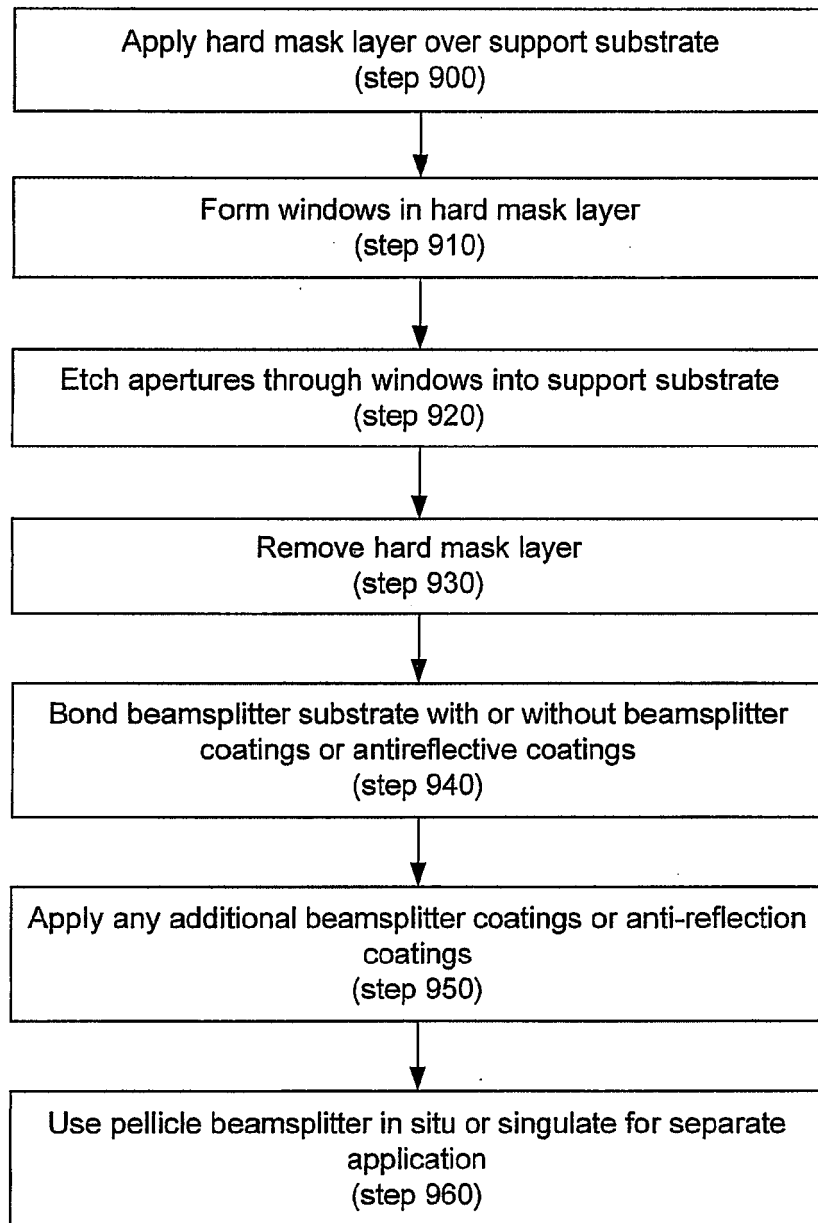 Apply hard mask layer over support substrate
(step 900)
Form windows in hard mask layer
(step 910)
Etch apertures through windows into support substrate
(step 920)
Remove hard mask layer
(step 930)
Bond beamsplitter substrate with or without beamsplitter
coatings or antireflective coatings
(step 940)
Apply any additional beamsplitter coatings or anti-reflection
coatings
(step 950)
Use pellicle beamsplitter in situ or singulate for separate
application
(step 960)